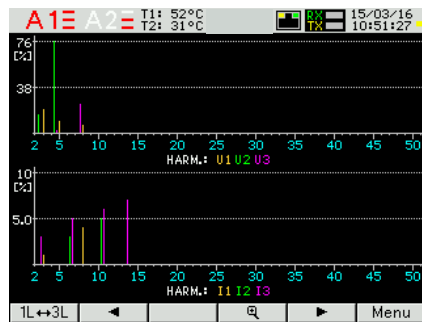 A1 A2 T1: 52°C RX 15/03/16
T2: 31°C TX 10:51:27
76
[%]
38
2 5 10 15 20 25 30 35 40 45 50
HARM.: U1 U2 U3
10
[%]
5.0
2 5 10 15 20 25 30 35 40 45 50
HARM.: I1 I2 I3
1L↔3L ◄ ► Menu